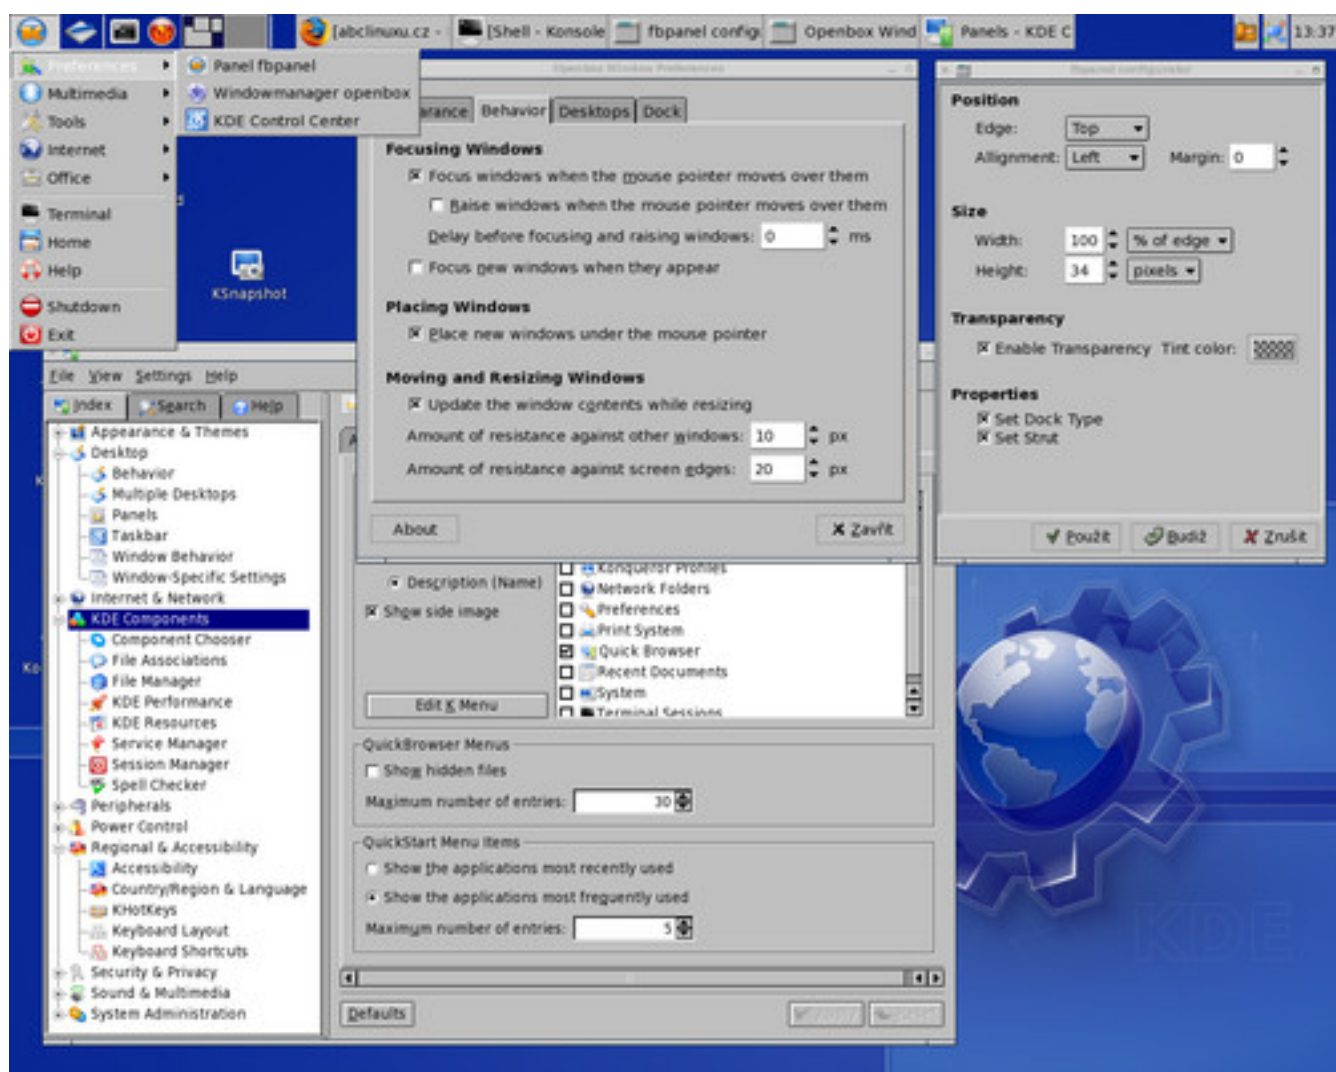 [abclinuxu.cz -
[Shell - Konsole
fbpanel config
Openbox Wind
Panels - KDE C
13:37
Preferences
Multimedia
Tools
Internet
Office
Terminal
Home
Help
Shutdown
Exit
Panel fbpanel
Windowmanager openbox
KDE Control Center
KSnapshot
Openbox Window Preferences
arance
Behavior
Desktops
Dock
Focusing Windows
Focus windows when the mouse pointer moves over them
Raise windows when the mouse pointer moves over them
Delay before focusing and raising windows: 0 ms
Focus new windows when they appear
Placing Windows
Place new windows under the mouse pointer
Moving and Resizing Windows
Update the window contents while resizing
Amount of resistance against other windows: 10 px
Amount of resistance against screen edges: 20 px
About
Zavřít
fbpanel configurator
Position
Edge: Top
Allignment: Left Margin: 0
Size
Width: 100 % of edge
Height: 34 pixels
Transparency
Enable Transparency Tint color:
Properties
Set Dock Type
Set Strut
Použít
Budiž
Zrušit
File View Settings Help
Index
Search
Help
Appearance & Themes
Desktop
Behavior
Multiple Desktops
Panels
Taskbar
Window Behavior
Window-Specific Settings
Internet & Network
KDE Components
Component Chooser
File Associations
File Manager
KDE Performance
KDE Resources
Service Manager
Session Manager
Spell Checker
Peripherals
Power Control
Regional & Accessibility
Accessibility
Country/Region & Language
KHotKeys
Keyboard Layout
Keyboard Shortcuts
Security & Privacy
Sound & Multimedia
System Administration
Description (Name)
Show side image
Edit K Menu
Konqueror Profiles
Network Folders
Preferences
Print System
Quick Browser
Recent Documents
System
Terminal Sessions
QuickBrowser Menus
Show hidden files
Maximum number of entries: 30
QuickStart Menu Items
Show the applications most recently used
Show the applications most frequently used
Maximum number of entries: 5
Defaults
KDE